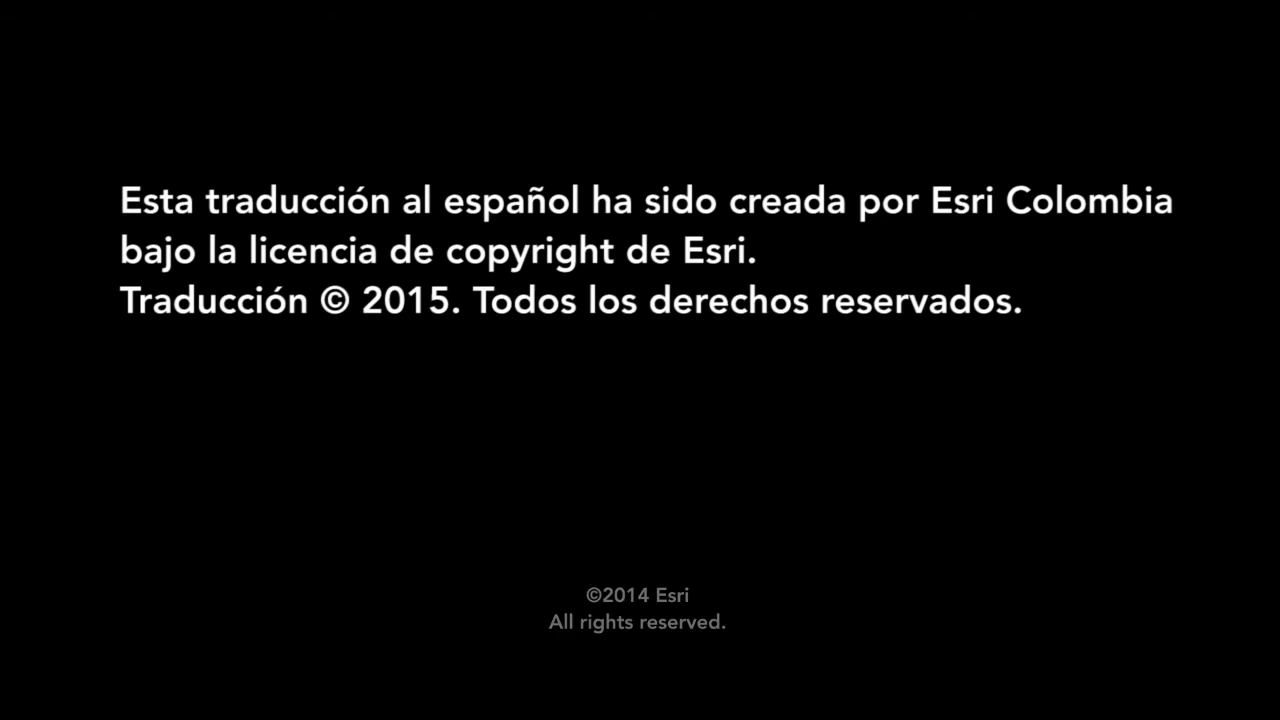 Esta traducción al español ha sido creada por Esri Colombia
bajo la licencia de copyright de Esri.
Traducción © 2015. Todos los derechos reservados.
©2014 Esri
All rights reserved.